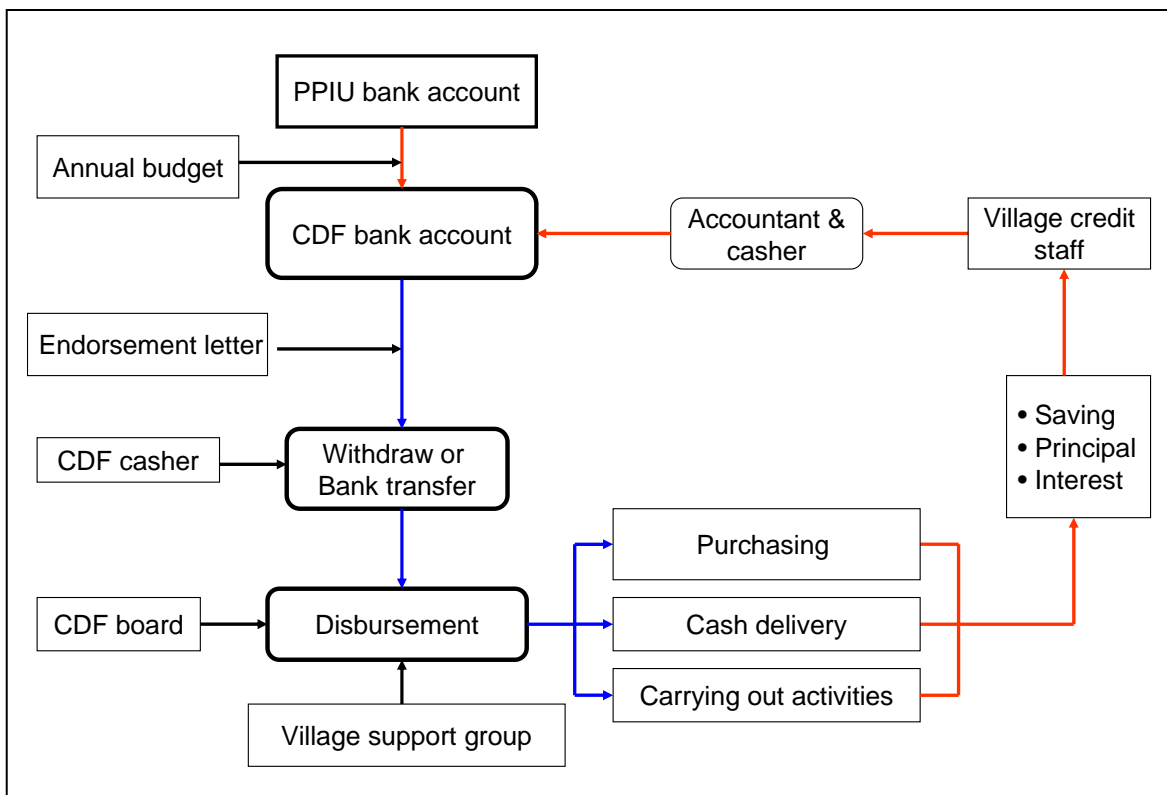 PPIU bank account
Annual budget
CDF bank account
Accountant &
casher
Village credit
staff
Endorsement letter
• Saving
• Principal
• Interest
CDF casher
Withdraw or
Bank transfer
Purchasing
CDF board
Disbursement
Cash delivery
Carrying out activities
Village support group